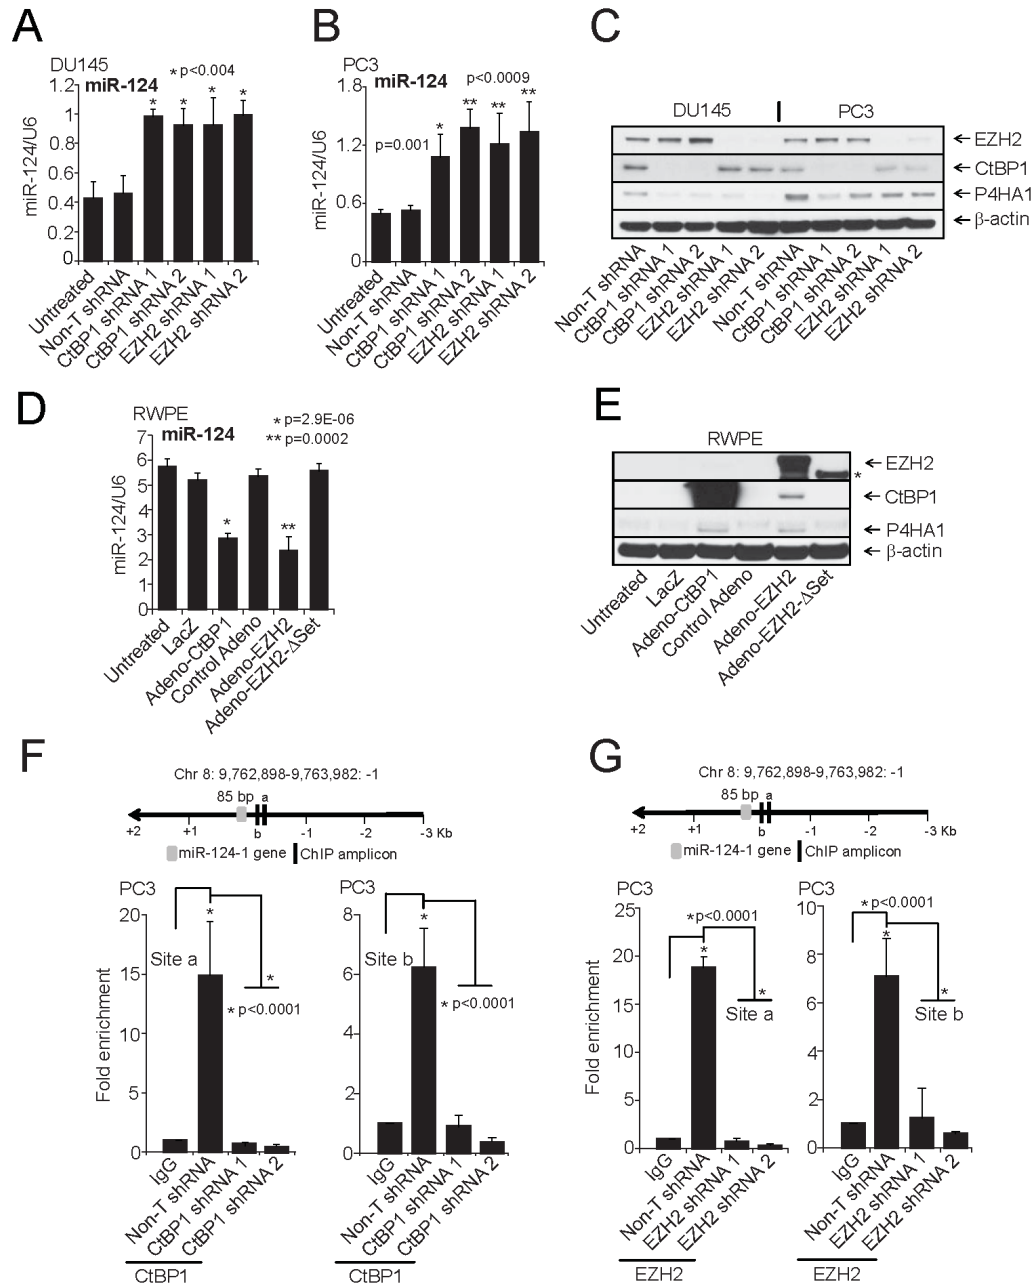 A
DU145
miR-124
* p<0.004
miR-124/U6
1.2
1
0.8
0.6
0.4
0.2
0
* * * *
Untreated
Non-T shRNA
CtBP1 shRNA 1
CtBP1 shRNA 2
EZH2 shRNA 1
EZH2 shRNA 2
B
PC3
miR-124
p<0.0009
p=0.001
miR-124/U6
1.8
1.2
0.6
0
* ** ** **
Untreated
Non-T shRNA
CtBP1 shRNA 1
CtBP1 shRNA 2
EZH2 shRNA 1
EZH2 shRNA 2
C
DU145 PC3
EZH2
CtBP1
P4HA1
β-actin
Non-T shRNA
CtBP1 shRNA 1
CtBP1 shRNA 2
EZH2 shRNA 1
EZH2 shRNA 2
Non-T shRNA
CtBP1 shRNA 1
CtBP1 shRNA 2
EZH2 shRNA 1
EZH2 shRNA 2
D
RWPE
miR-124
* p=2.9E-06
** p=0.0002
miR-124/U6
7
6
5
4
3
2
1
0
* **
Untreated
LacZ
Adeno-CtBP1
Control Adeno
Adeno-EZH2
Adeno-EZH2-ΔSet
E
RWPE
EZH2
*
CtBP1
P4HA1
β-actin
Untreated
LacZ
Adeno-CtBP1
Control Adeno
Adeno-EZH2
Adeno-EZH2-ΔSet
F
Chr 8: 9,762,898-9,763,982: -1
85 bp a
b
+2 +1 -1 -2 -3 Kb
miR-124-1 gene ChIP amplicon
PC3
Fold enrichment
20
15
10
5
0
Site a
*
*
* p<0.0001
IgG
Non-T shRNA
CtBP1 shRNA 1
CtBP1 shRNA 2
CtBP1
PC3
8
6
4
2
0
Site b
*
*
* p<0.0001
IgG
Non-T shRNA
CtBP1 shRNA 1
CtBP1 shRNA 2
CtBP1
G
Chr 8: 9,762,898-9,763,982: -1
85 bp a
b
+2 +1 -1 -2 -3 Kb
miR-124-1 gene ChIP amplicon
PC3
Fold enrichment
25
20
15
10
5
0
* p<0.0001
*
*
Site a
IgG
Non-T shRNA
EZH2 shRNA 1
EZH2 shRNA 2
EZH2
PC3
10
8
6
4
2
0
* p<0.0001
*
*
Site b
IgG
Non-T shRNA
EZH2 shRNA 1
EZH2 shRNA 2
EZH2